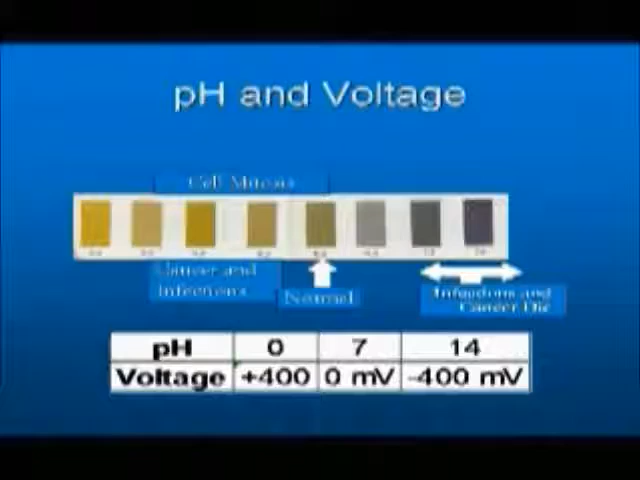 pH and Voltage
Cell Mitosis
Cancer and
Infections
Normal
Infections and
Cancer Die
pH 0 7 14
Voltage +400 0 mV -400 mV